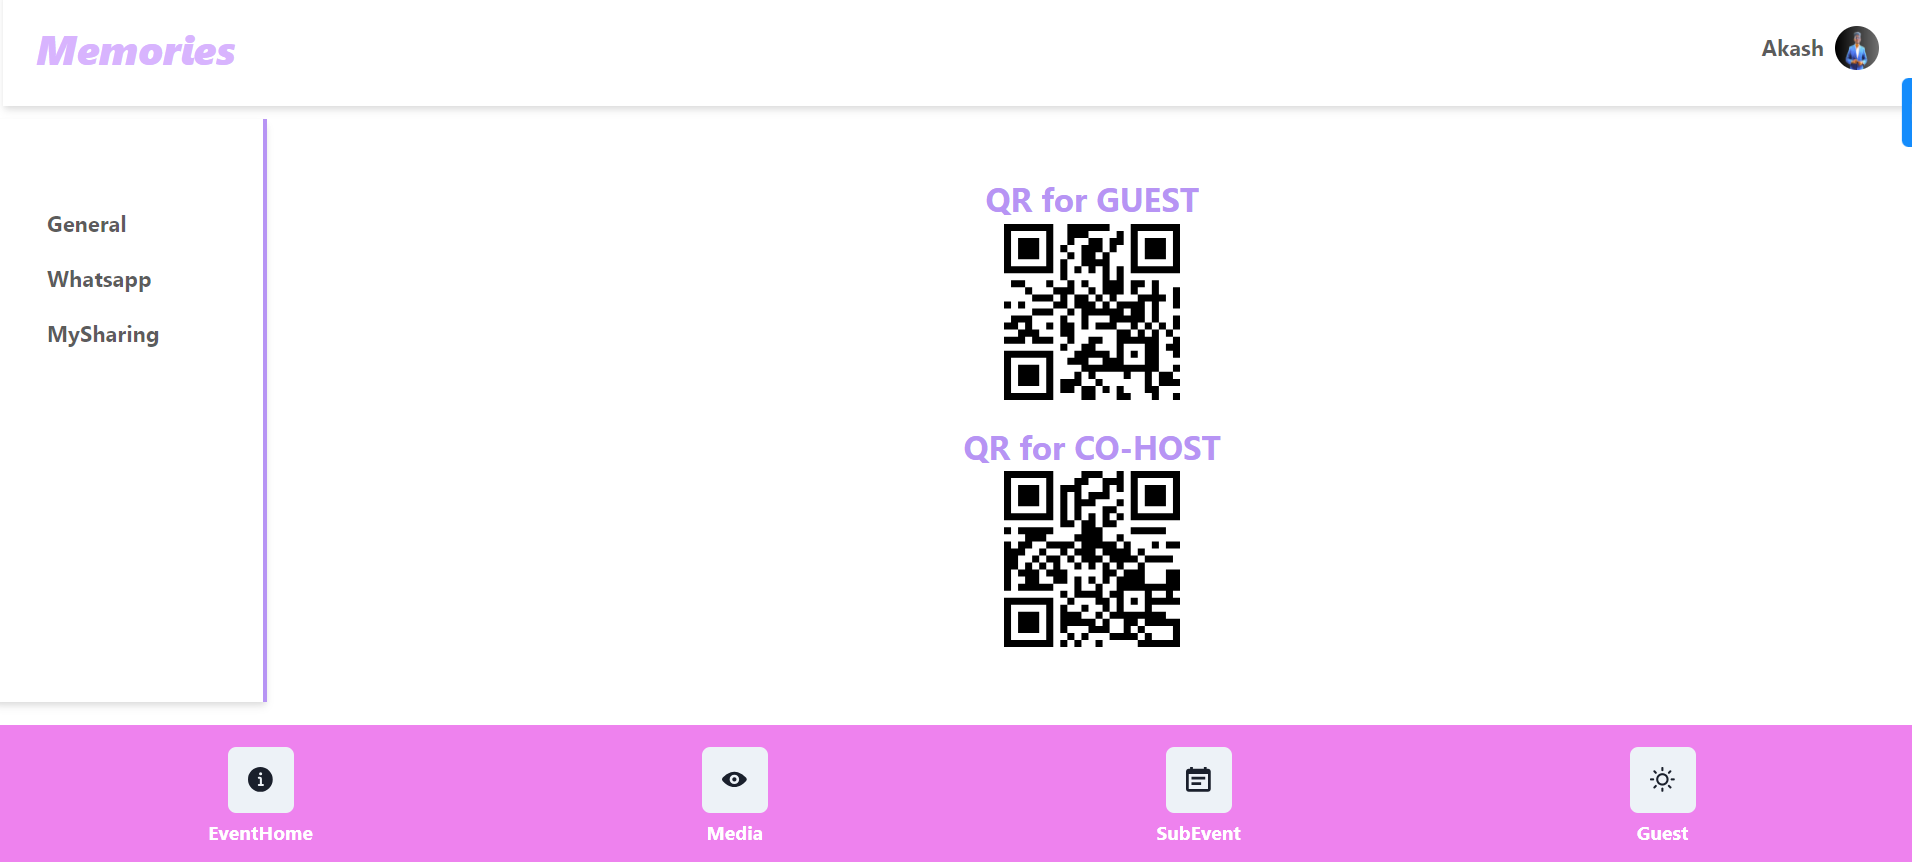 Memories
Akash
General
Whatsapp
MySharing
QR for GUEST
QR for CO-HOST
EventHome
Media
SubEvent
Guest